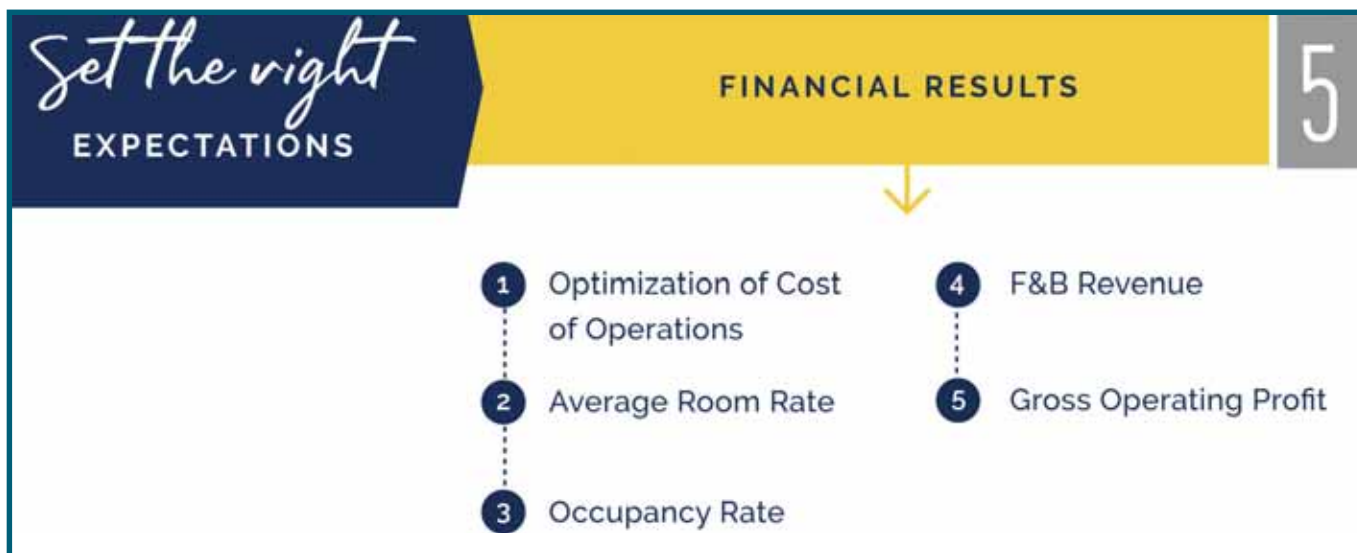 Set the right
EXPECTATIONS
FINANCIAL RESULTS
5
1 Optimization of Cost
of Operations
2 Average Room Rate
3 Occupancy Rate
4 F&B Revenue
5 Gross Operating Profit